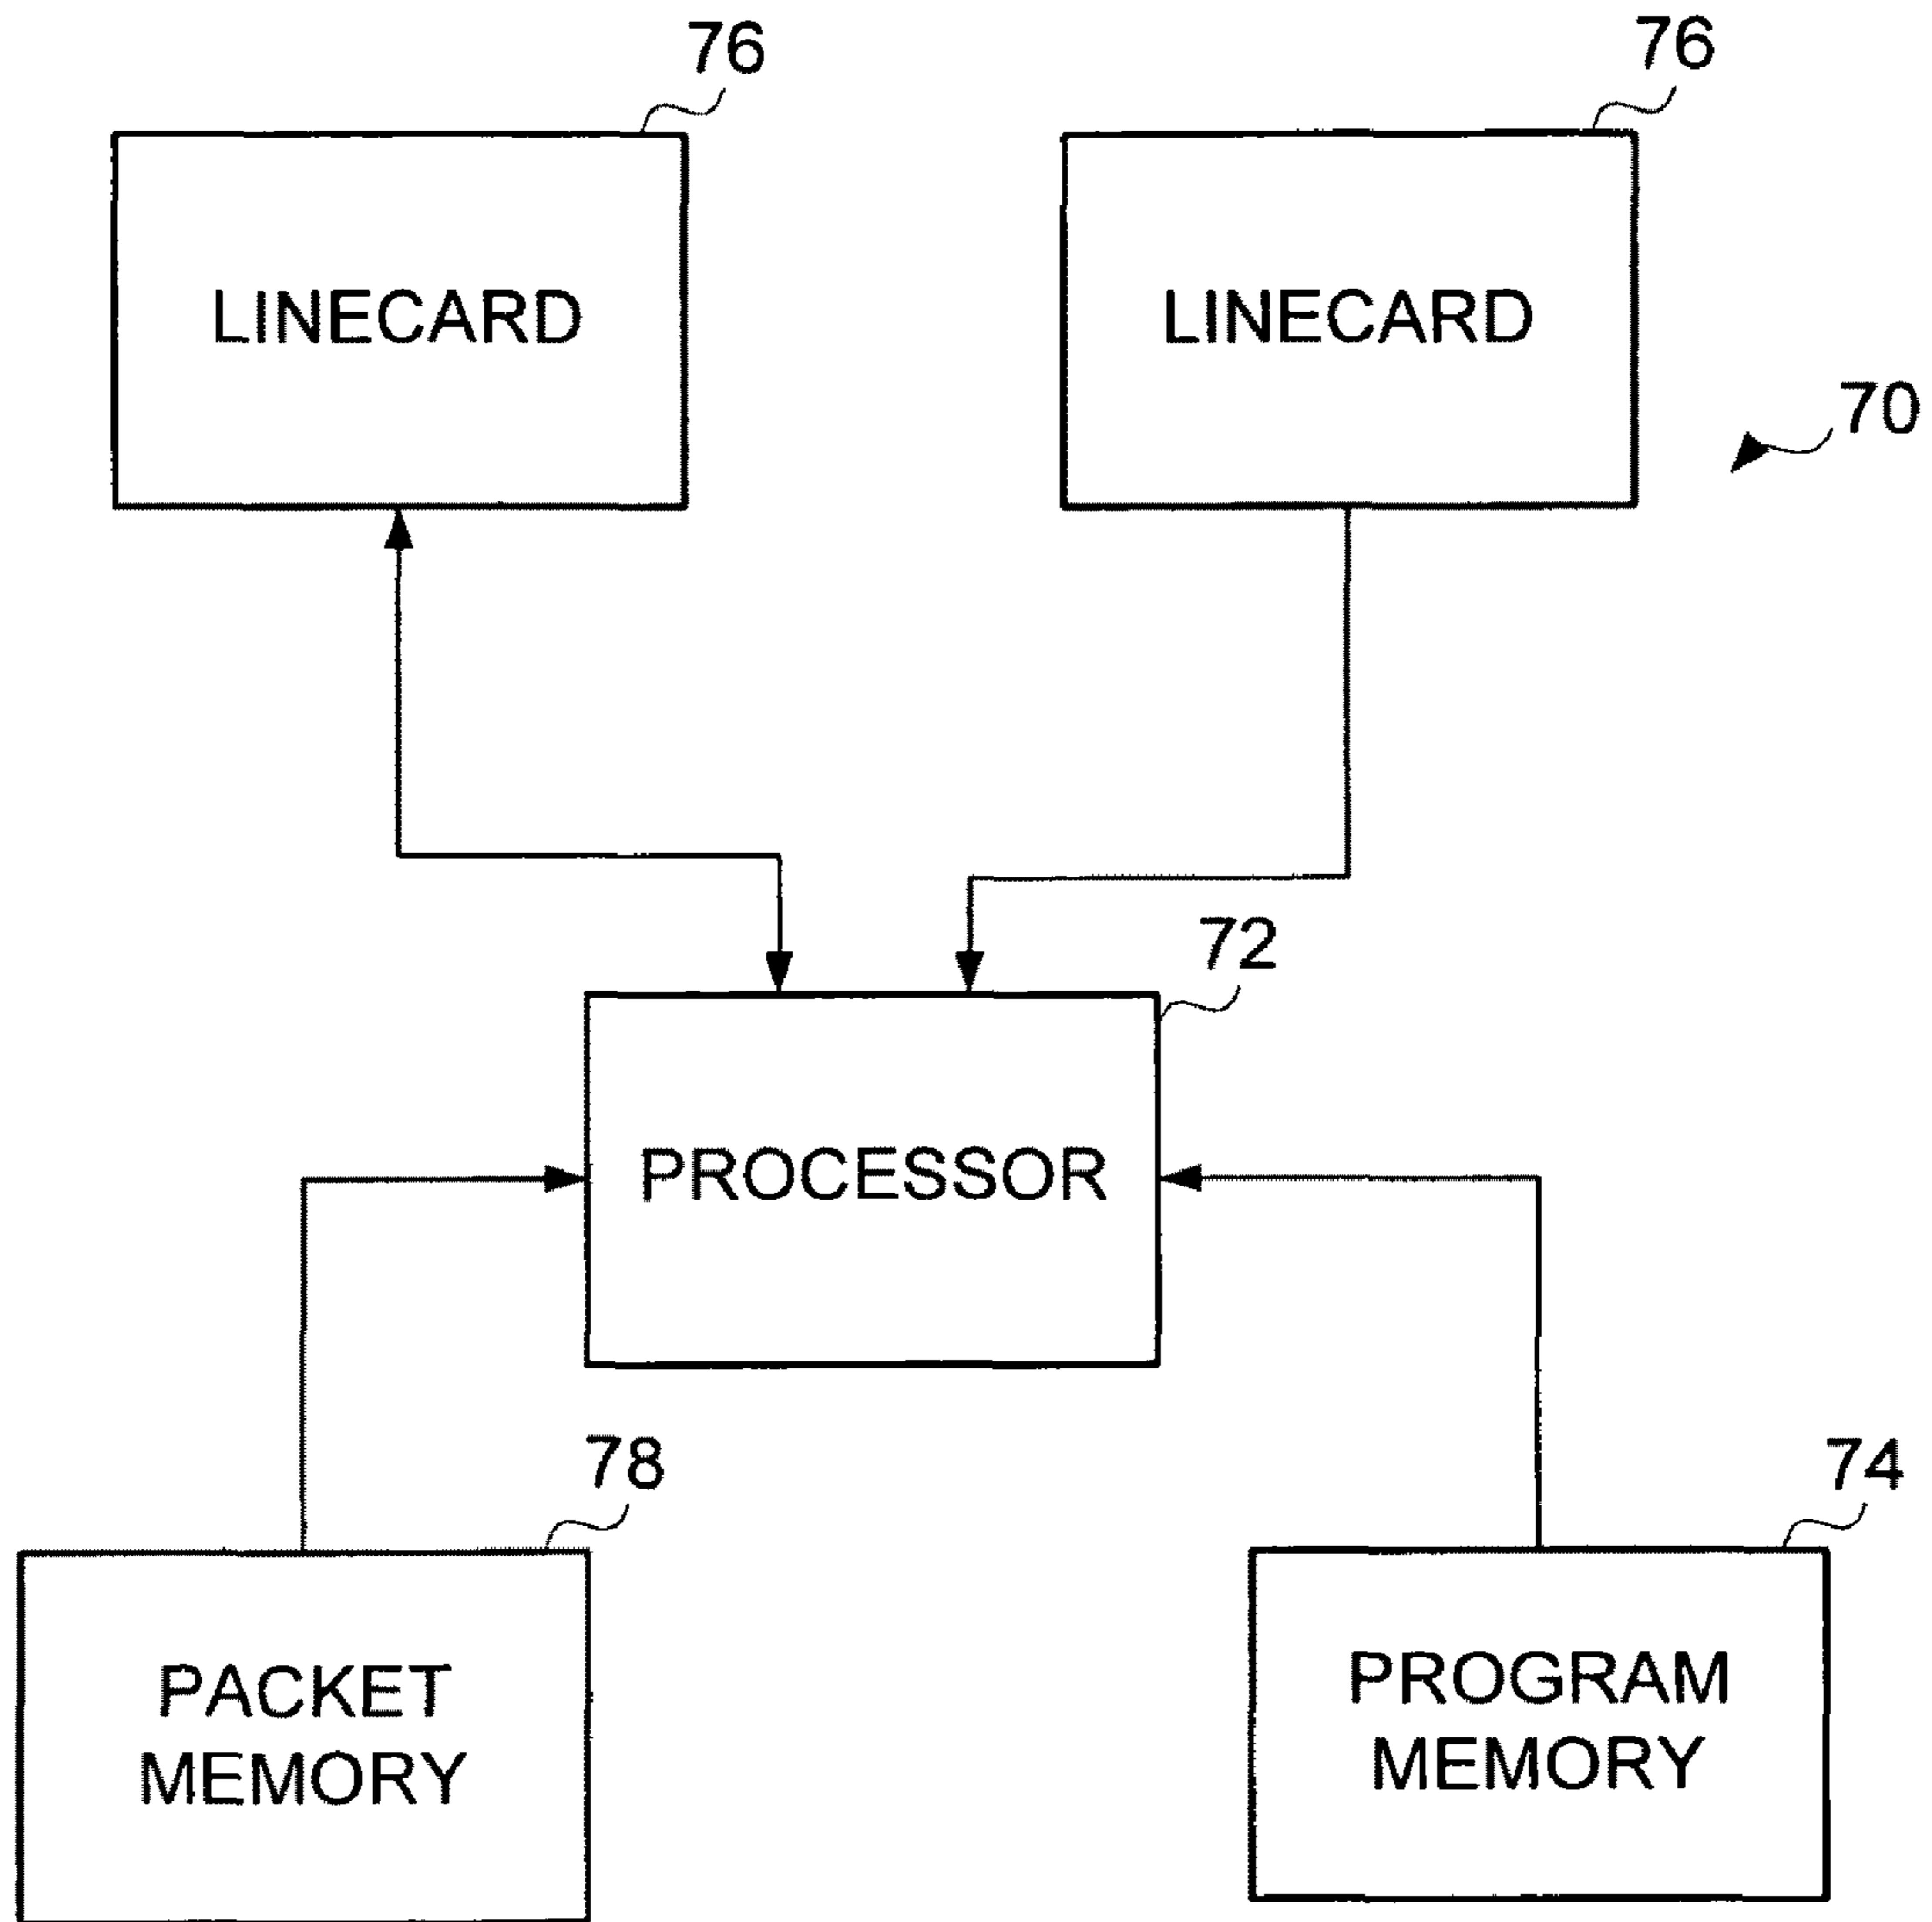 76
76
LINECARD
LINECARD
70
72
PROCESSOR
78
74
PACKET
MEMORY
PROGRAM
MEMORY